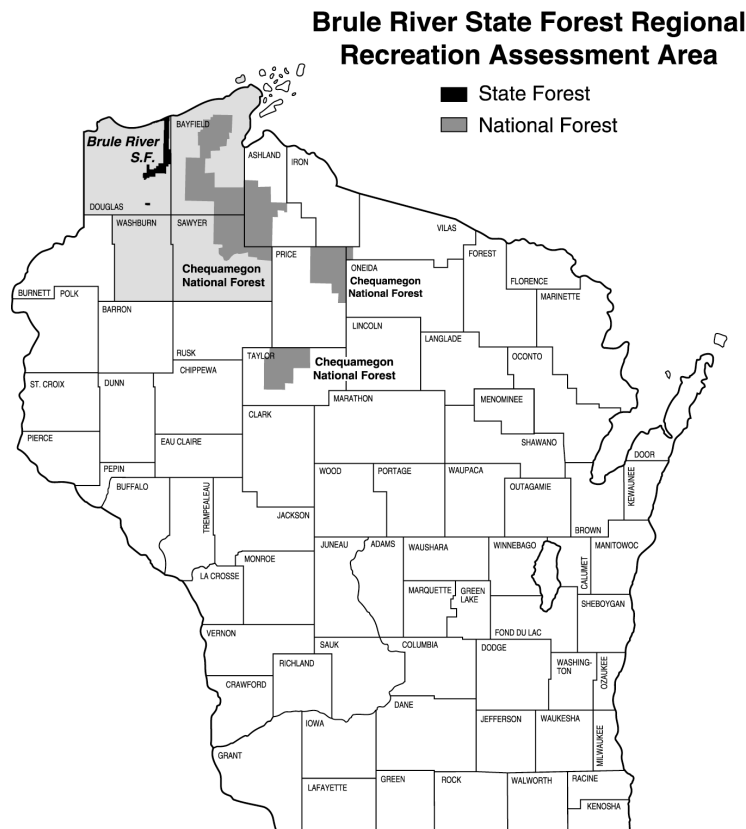 Brule River State Forest Regional
Recreation Assessment Area
State Forest
National Forest
BAYFIELD
Brule River
S.F.
ASHLAND
IRON
DOUGLAS
WASHBURN
SAWYER
VILAS
PRICE
FOREST
Chequamegon
National Forest
ONEIDA
Chequamegon
National Forest
FLORENCE
BURNETT
POLK
MARINETTE
BARRON
LINCOLN
LANGLADE
RUSK
TAYLOR
OCONTO
CHIPPEWA
Chequamegon
National Forest
ST. CROIX
DUNN
MARATHON
MENOMINEE
CLARK
PIERCE
EAU CLAIRE
SHAWANO
DOOR
PEPIN
WOOD
PORTAGE
WAUPACA
KEWAUNEE
BUFFALO
TREMPEALEAU
OUTAGAMIE
JACKSON
BROWN
JUNEAU
ADAMS
WAUSHARA
WINNEBAGO
CALUMET
MANITOWOC
MONROE
LA CROSSE
MARQUETTE
GREEN
LAKE
SHEBOYGAN
VERNON
FOND DU LAC
SAUK
COLUMBIA
DODGE
RICHLAND
WASHING-
TON
OZAUKEE
CRAWFORD
DANE
IOWA
JEFFERSON
WAUKESHA
MILWAUKEE
GRANT
LAFAYETTE
GREEN
ROCK
WALWORTH
RACINE
KENOSHA